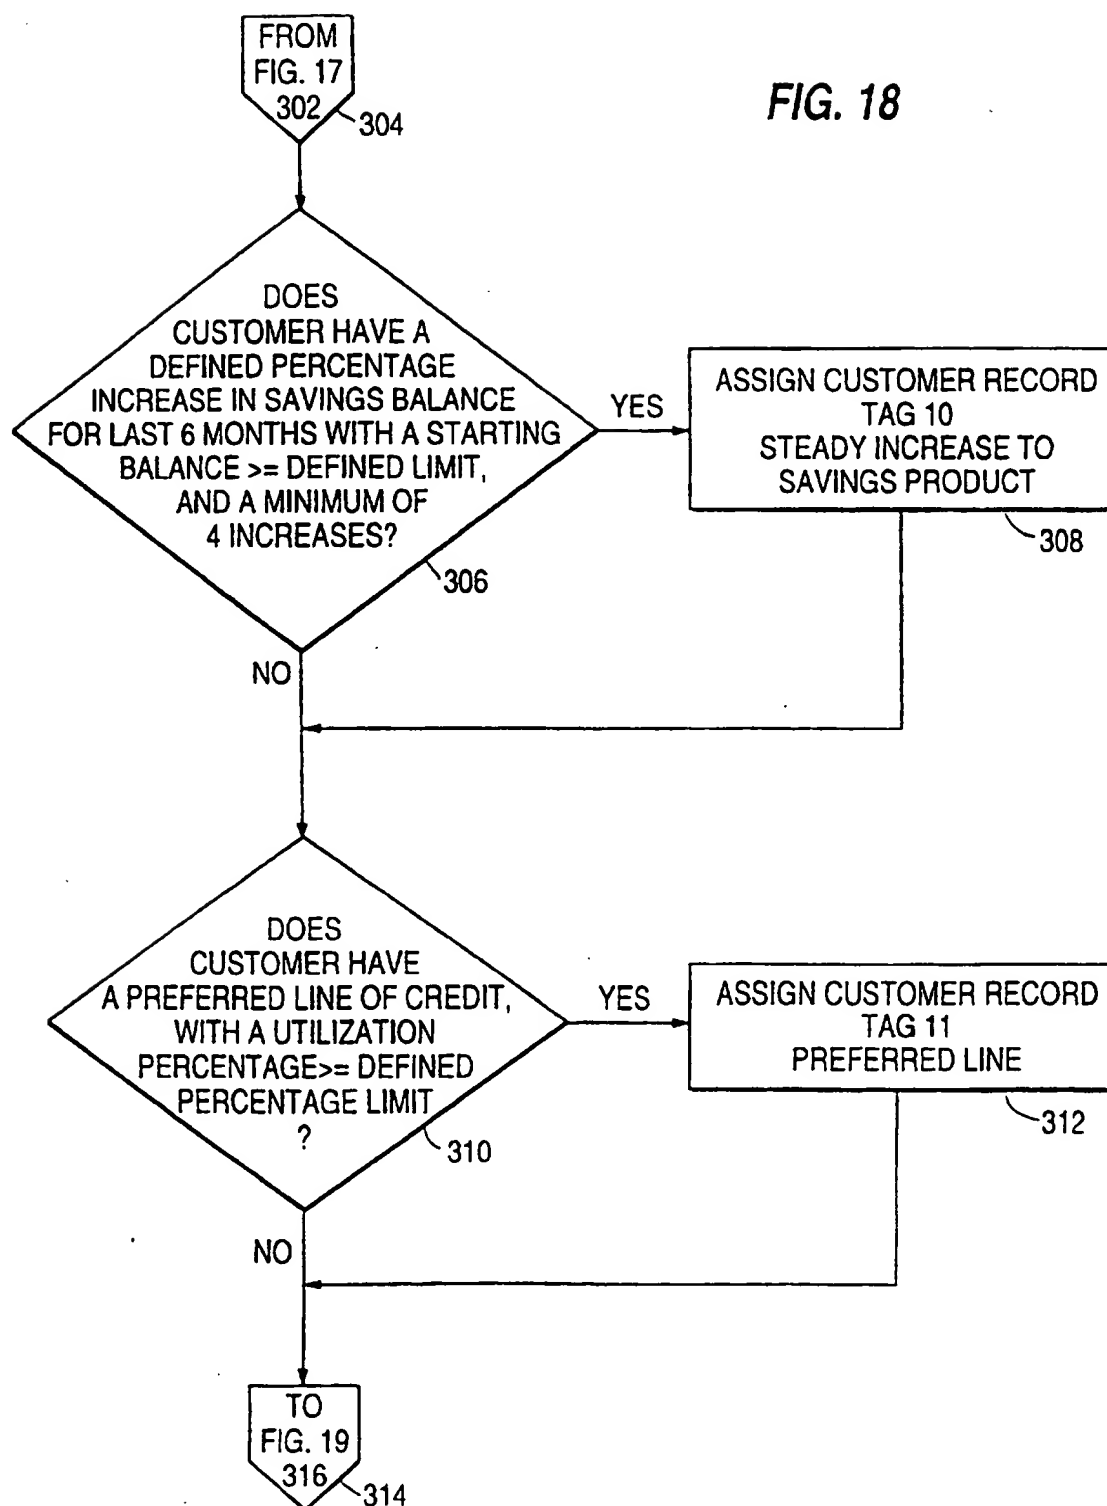 FROM
FIG. 17
302
304
FIG. 18
DOES
CUSTOMER HAVE A
DEFINED PERCENTAGE
INCREASE IN SAVINGS BALANCE
FOR LAST 6 MONTHS WITH A STARTING
BALANCE >= DEFINED LIMIT,
AND A MINIMUM OF
4 INCREASES?
306
YES
ASSIGN CUSTOMER RECORD
TAG 10
STEADY INCREASE TO
SAVINGS PRODUCT
308
NO
DOES
CUSTOMER HAVE
A PREFERRED LINE OF CREDIT,
WITH A UTILIZATION
PERCENTAGE>= DEFINED
PERCENTAGE LIMIT
?
310
YES
ASSIGN CUSTOMER RECORD
TAG 11
PREFERRED LINE
312
NO
TO
FIG. 19
316
314